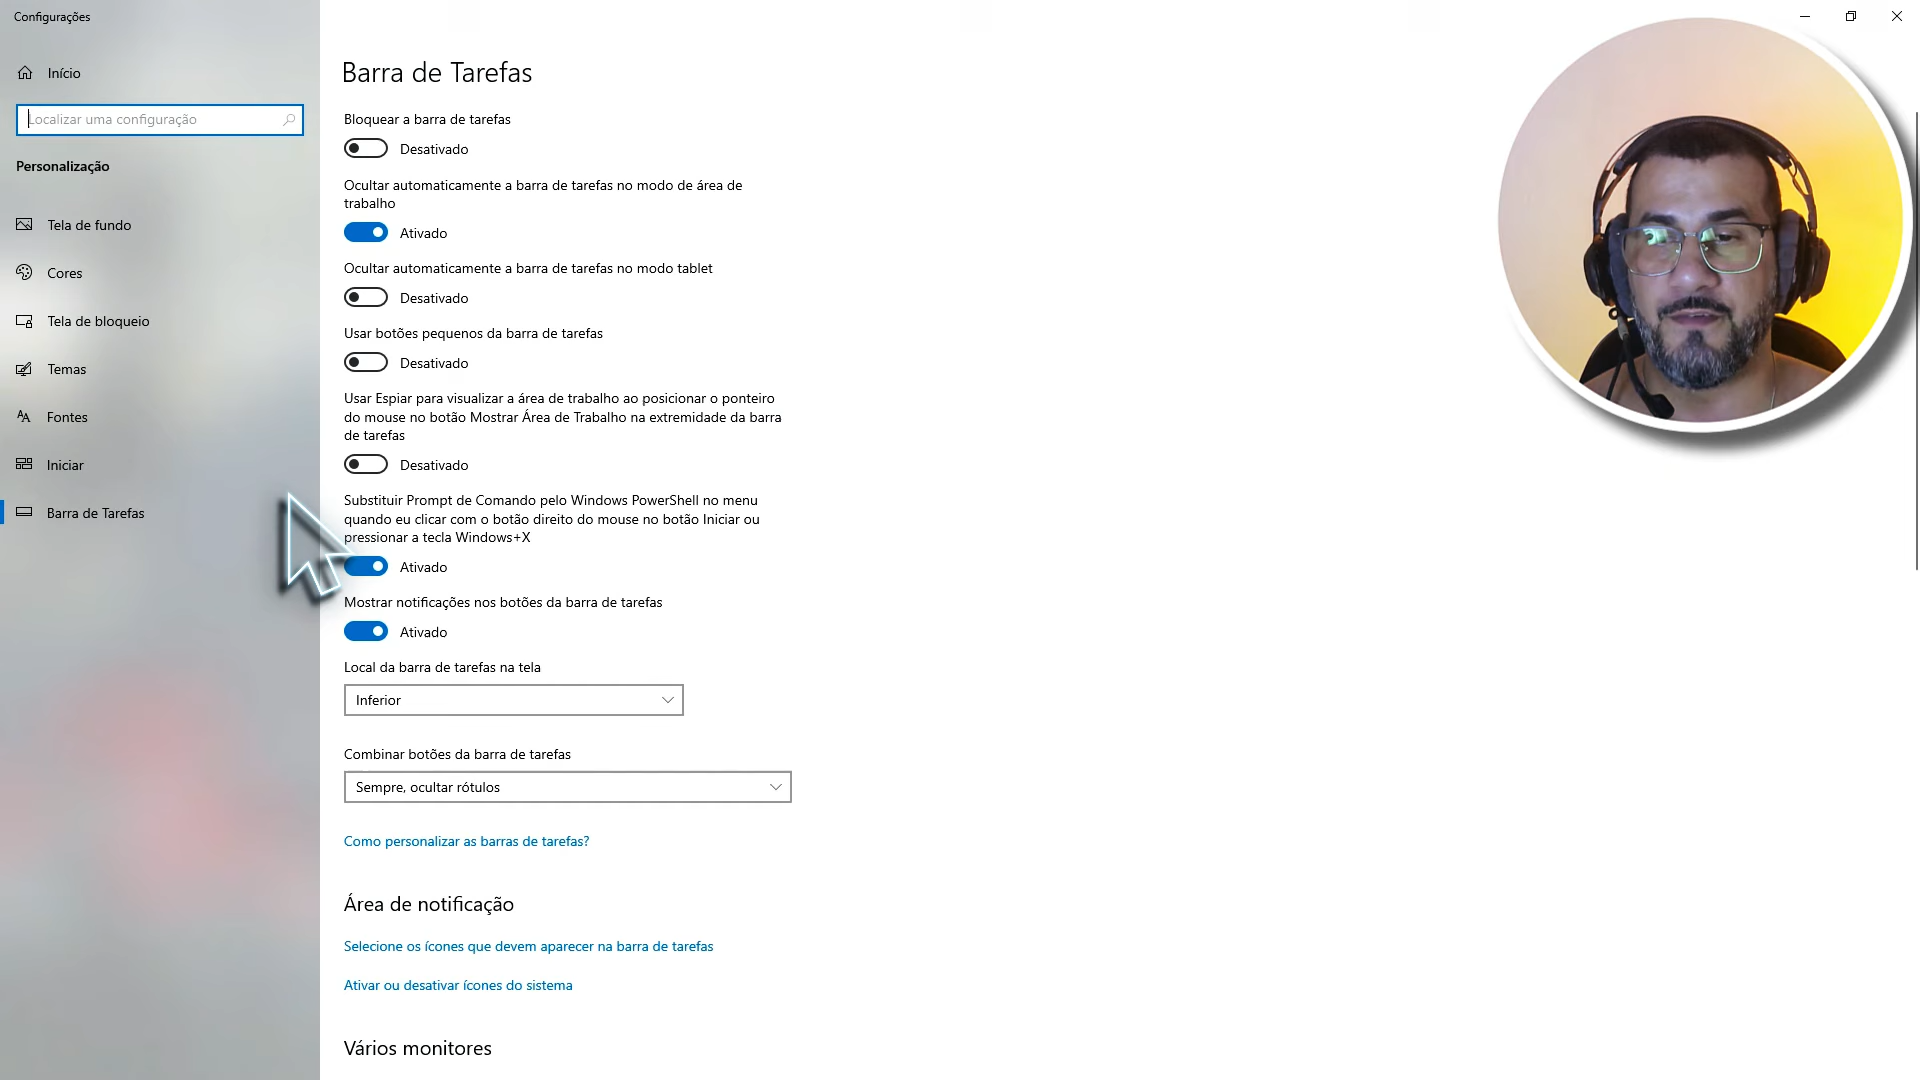 Configurações
Início
Localizar uma configuração
Personalização
Tela de fundo
Cores
Tela de bloqueio
Temas
Fontes
Iniciar
Barra de Tarefas
Barra de Tarefas
Bloquear a barra de tarefas
Desativado
Ocultar automaticamente a barra de tarefas no modo de área de
trabalho
Ativado
Ocultar automaticamente a barra de tarefas no modo tablet
Desativado
Usar botões pequenos da barra de tarefas
Desativado
Usar Espiar para visualizar a área de trabalho ao posicionar o ponteiro
do mouse no botão Mostrar Área de Trabalho na extremidade da barra
de tarefas
Desativado
Substituir Prompt de Comando pelo Windows PowerShell no menu
quando eu clicar com o botão direito do mouse no botão Iniciar ou
pressionar a tecla Windows+X
Ativado
Mostrar notificações nos botões da barra de tarefas
Ativado
Local da barra de tarefas na tela
Inferior
Combinar botões da barra de tarefas
Sempre, ocultar rótulos
Como personalizar as barras de tarefas?
Área de notificação
Selecione os ícones que devem aparecer na barra de tarefas
Ativar ou desativar ícones do sistema
Vários monitores